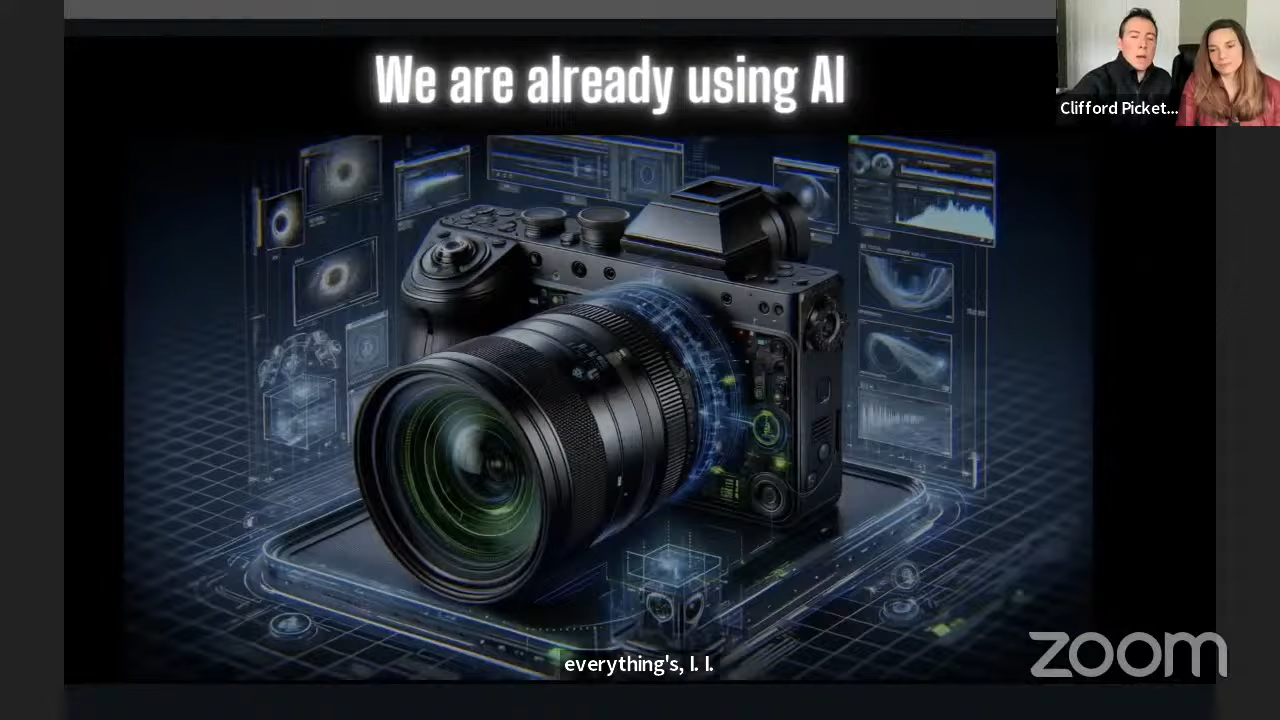 We are already using AI
Clifford Picket...
everything's, I. I.
zoom